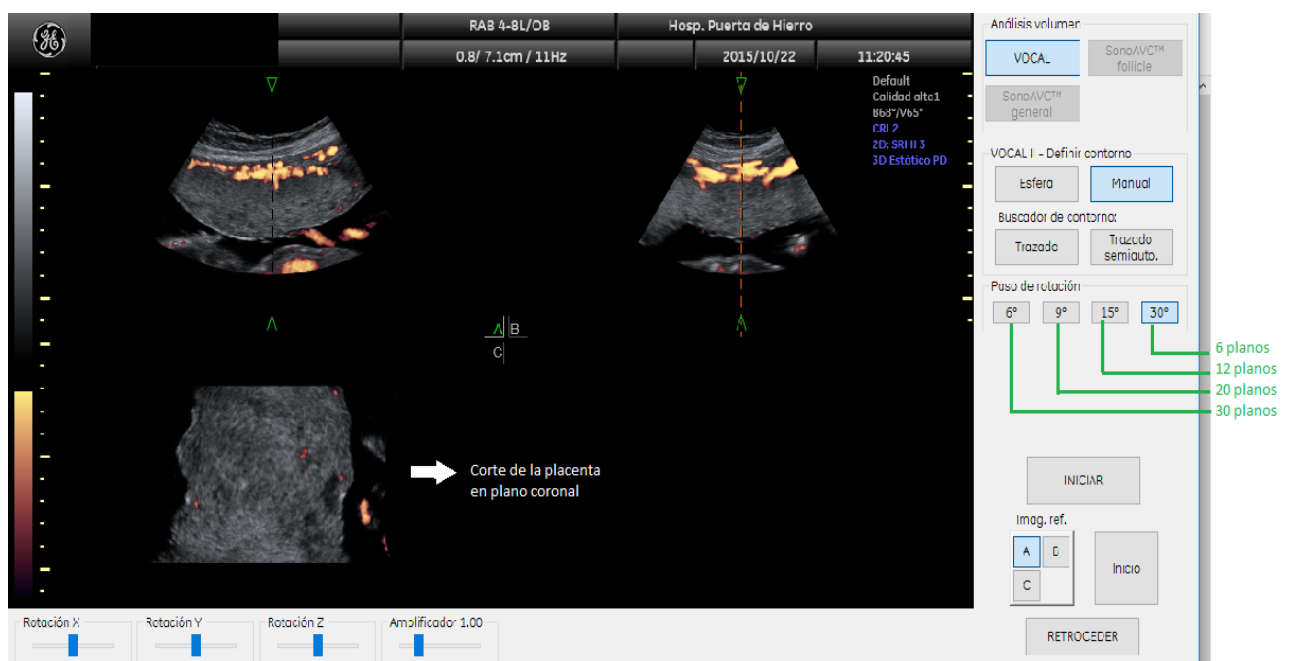 RAB 4-8L/OB
Hosp. Puerta de Hierro
0.8/ 7.1cm / 11Hz
2015/10/22
11:20:45
Default
Calidad alta1
B68°/V65°
CRI 2
2D: SRI II 3
3D Estático PD
A B
C
Corte de la placenta
en plano coronal
Análisis volumen
VOCAL
SonoAVC™
follicle
SonoAVC™
general
VOCAL II - Definir contorno
Esfera
Manual
Buscador de contorno:
Trazado
Trazado
semiauto.
Paso de rotación
6°
9°
15°
30°
6 planos
12 planos
20 planos
30 planos
INICIAR
Imag. ref.
A
B
C
Inicio
RETROCEDER
Rotación X
Rotación Y
Rotación Z
Amplificador 1.00